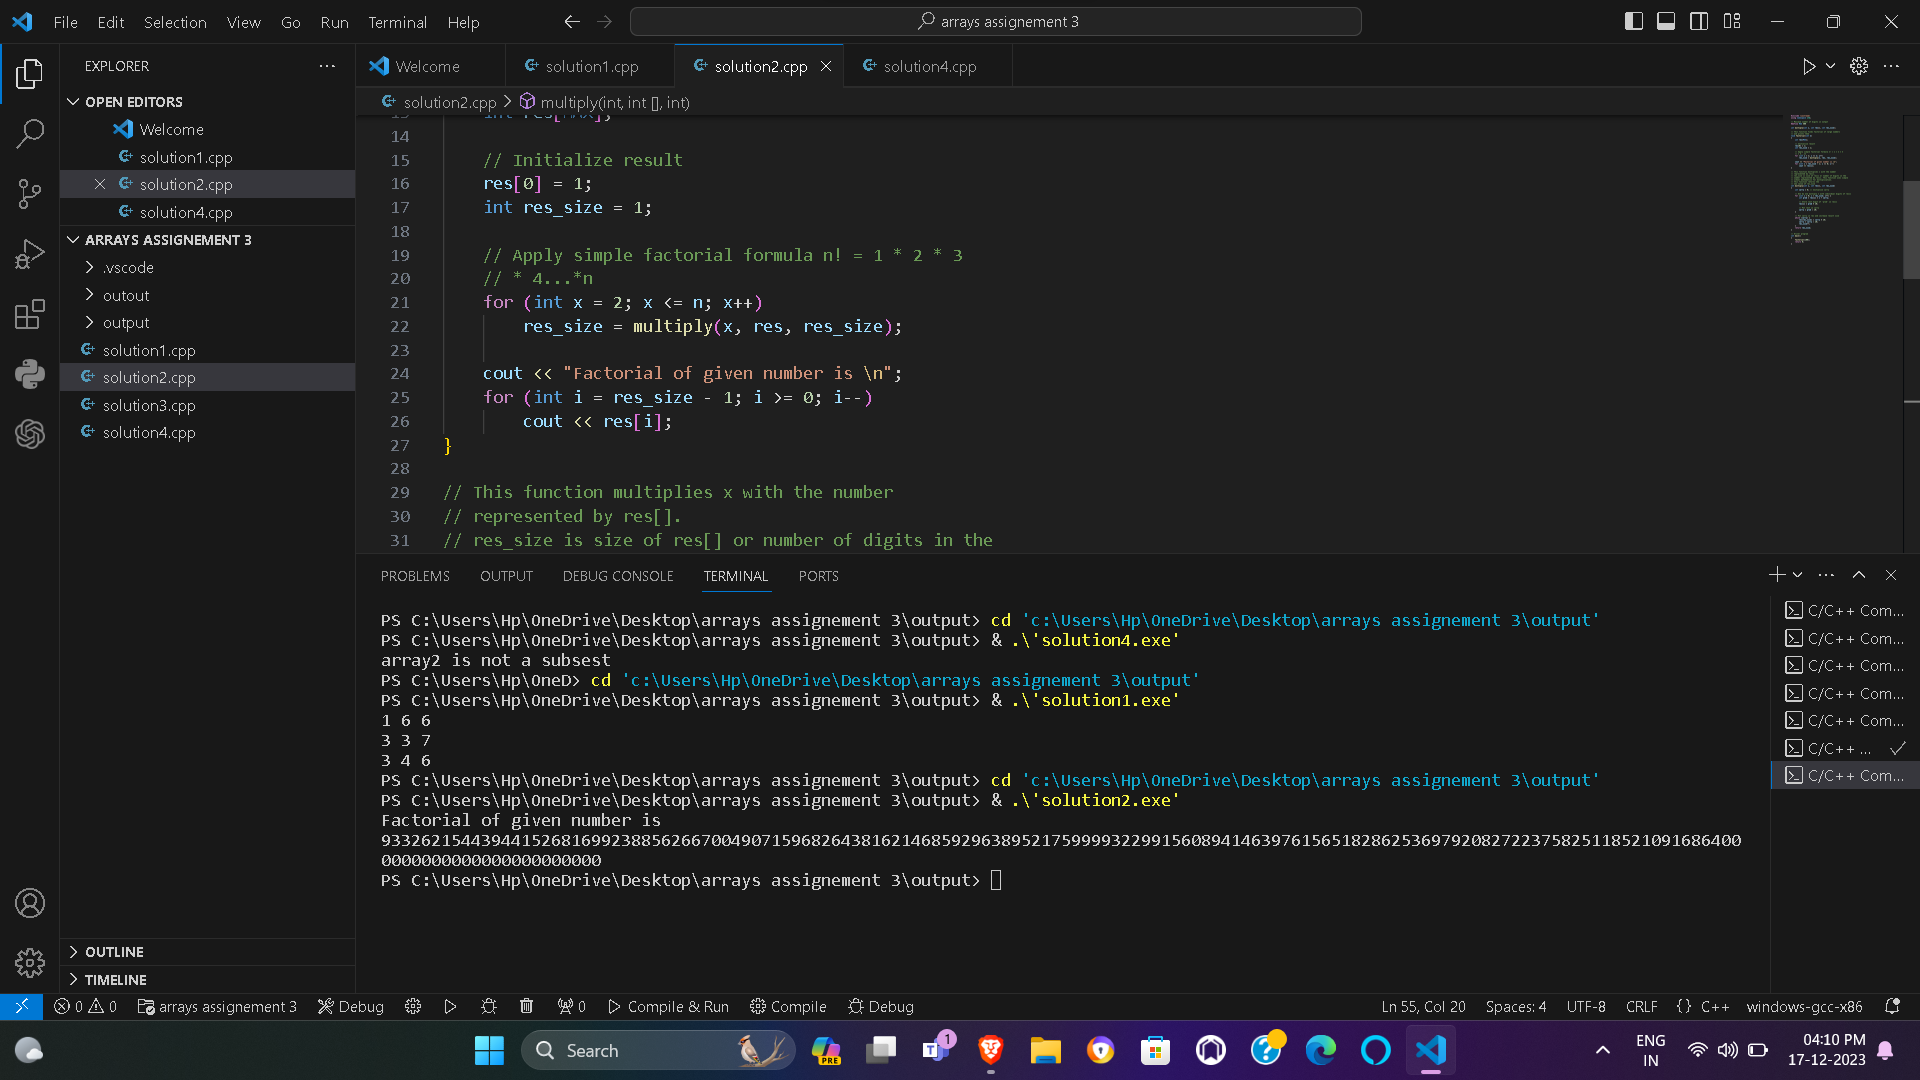 File Edit Selection View Go Run Terminal Help
arrays assignement 3
EXPLORER
OPEN EDITORS
Welcome
solution1.cpp
solution2.cpp
solution4.cpp
ARRAYS ASSIGNEMENT 3
.vscode
outout
output
solution1.cpp
solution2.cpp
solution3.cpp
solution4.cpp
OUTLINE
TIMELINE
Welcome solution1.cpp solution2.cpp solution4.cpp
solution2.cpp > multiply(int, int [], int)
13 int res[MAX];
14
15 // Initialize result
16 res[0] = 1;
17 int res_size = 1;
18
19 // Apply simple factorial formula n! = 1 * 2 * 3
20 // * 4...*n
21 for (int x = 2; x <= n; x++)
22 res_size = multiply(x, res, res_size);
23
24 cout << "Factorial of given number is \n";
25 for (int i = res_size - 1; i >= 0; i--)
26 cout << res[i];
27 }
28
29 // This function multiplies x with the number
30 // represented by res[].
31 // res_size is size of res[] or number of digits in the
PROBLEMS OUTPUT DEBUG CONSOLE TERMINAL PORTS
PS C:\Users\Hp\OneDrive\Desktop\arrays assignement 3\output> cd 'c:\Users\Hp\OneDrive\Desktop\arrays assignement 3\output'
PS C:\Users\Hp\OneDrive\Desktop\arrays assignement 3\output> & .\'solution4.exe'
array2 is not a subsest
PS C:\Users\Hp\OneD> cd 'c:\Users\Hp\OneDrive\Desktop\arrays assignement 3\output'
PS C:\Users\Hp\OneDrive\Desktop\arrays assignement 3\output> & .\'solution1.exe'
1 6 6
3 3 7
3 4 6
PS C:\Users\Hp\OneDrive\Desktop\arrays assignement 3\output> cd 'c:\Users\Hp\OneDrive\Desktop\arrays assignement 3\output'
PS C:\Users\Hp\OneDrive\Desktop\arrays assignement 3\output> & .\'solution2.exe'
Factorial of given number is
9332621544394415268169923885626670049071596826438162146859296389521759999322991560894146397615651828625369792082722375825118521091686400
0000000000000000000000
PS C:\Users\Hp\OneDrive\Desktop\arrays assignement 3\output>
C/C++ Com...
C/C++ Com...
C/C++ Com...
C/C++ Com...
C/C++ Com...
C/C++ ...
C/C++ Com...
0 0 arrays assignement 3 Debug 0 Compile & Run Compile Debug Ln 55, Col 20 Spaces: 4 UTF-8 CRLF {} C++ windows-gcc-x86
Search PRE 1 ENG 04:10 PM
IN 17-12-2023